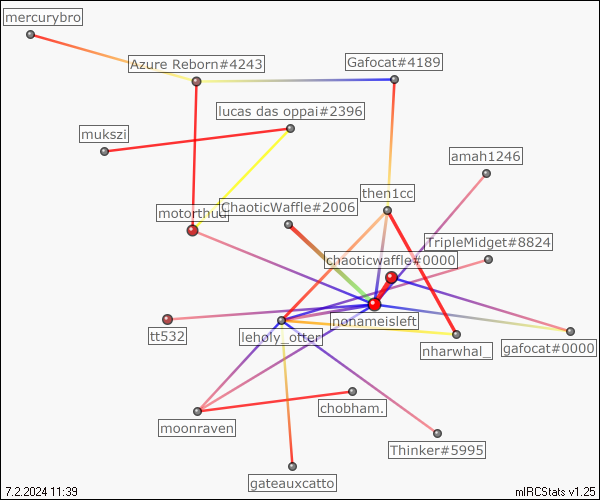 mercurybro
Azure Reborn#4243
Gafocat#4189
lucas das oppai#2396
mukszi
amah1246
then1cc
ChaoticWaffle#2006
motorthud
TripleMidget#8824
chaoticwaffle#0000
nonameisleft
tt532
leholy_otter
nharwhal_
gafocat#0000
chobham.
moonraven
Thinker#5995
gateauxcatto
7.2.2024 11:39
mIRCStats v1.25